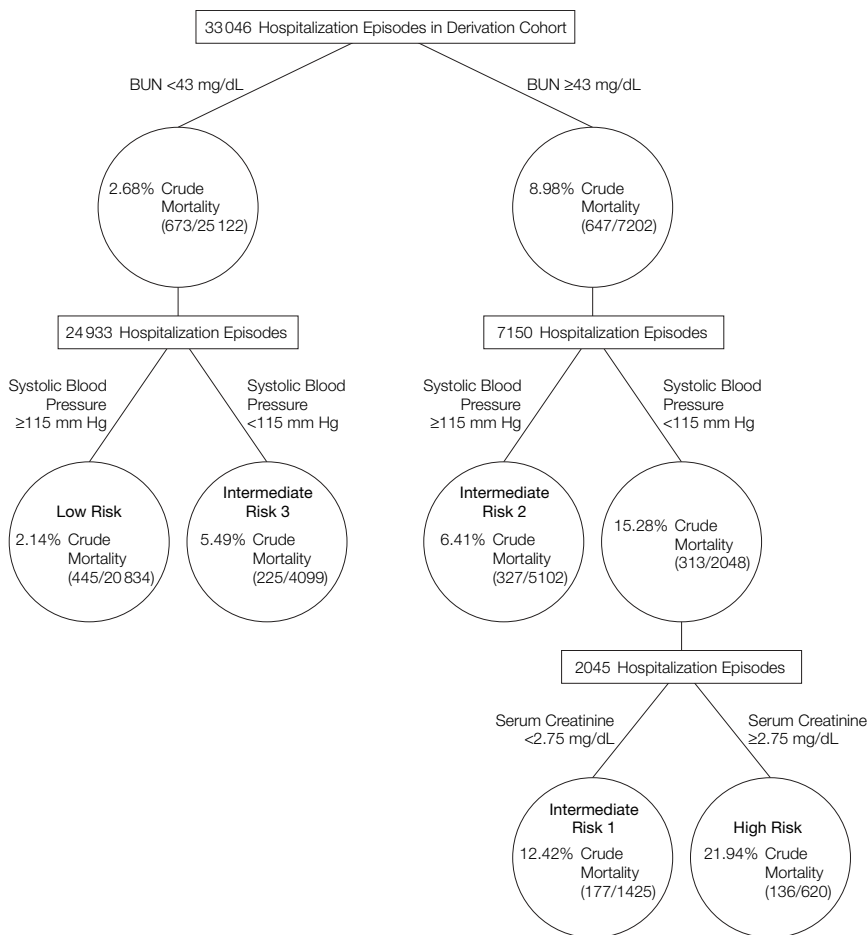 33 046 Hospitalization Episodes in Derivation Cohort
BUN <43 mg/dL
BUN ≥43 mg/dL
2.68% Crude
Mortality
(673/25 122)
8.98% Crude
Mortality
(647/7202)
24 933 Hospitalization Episodes
7150 Hospitalization Episodes
Systolic Blood
Pressure
≥115 mm Hg
Systolic Blood
Pressure
<115 mm Hg
Systolic Blood
Pressure
≥115 mm Hg
Systolic Blood
Pressure
<115 mm Hg
Low Risk
2.14% Crude
Mortality
(445/20 834)
Intermediate
Risk 3
5.49% Crude
Mortality
(225/4099)
Intermediate
Risk 2
6.41% Crude
Mortality
(327/5102)
15.28% Crude
Mortality
(313/2048)
2045 Hospitalization Episodes
Serum Creatinine
<2.75 mg/dL
Serum Creatinine
≥2.75 mg/dL
Intermediate
Risk 1
12.42% Crude
Mortality
(177/1425)
High Risk
21.94% Crude
Mortality
(136/620)